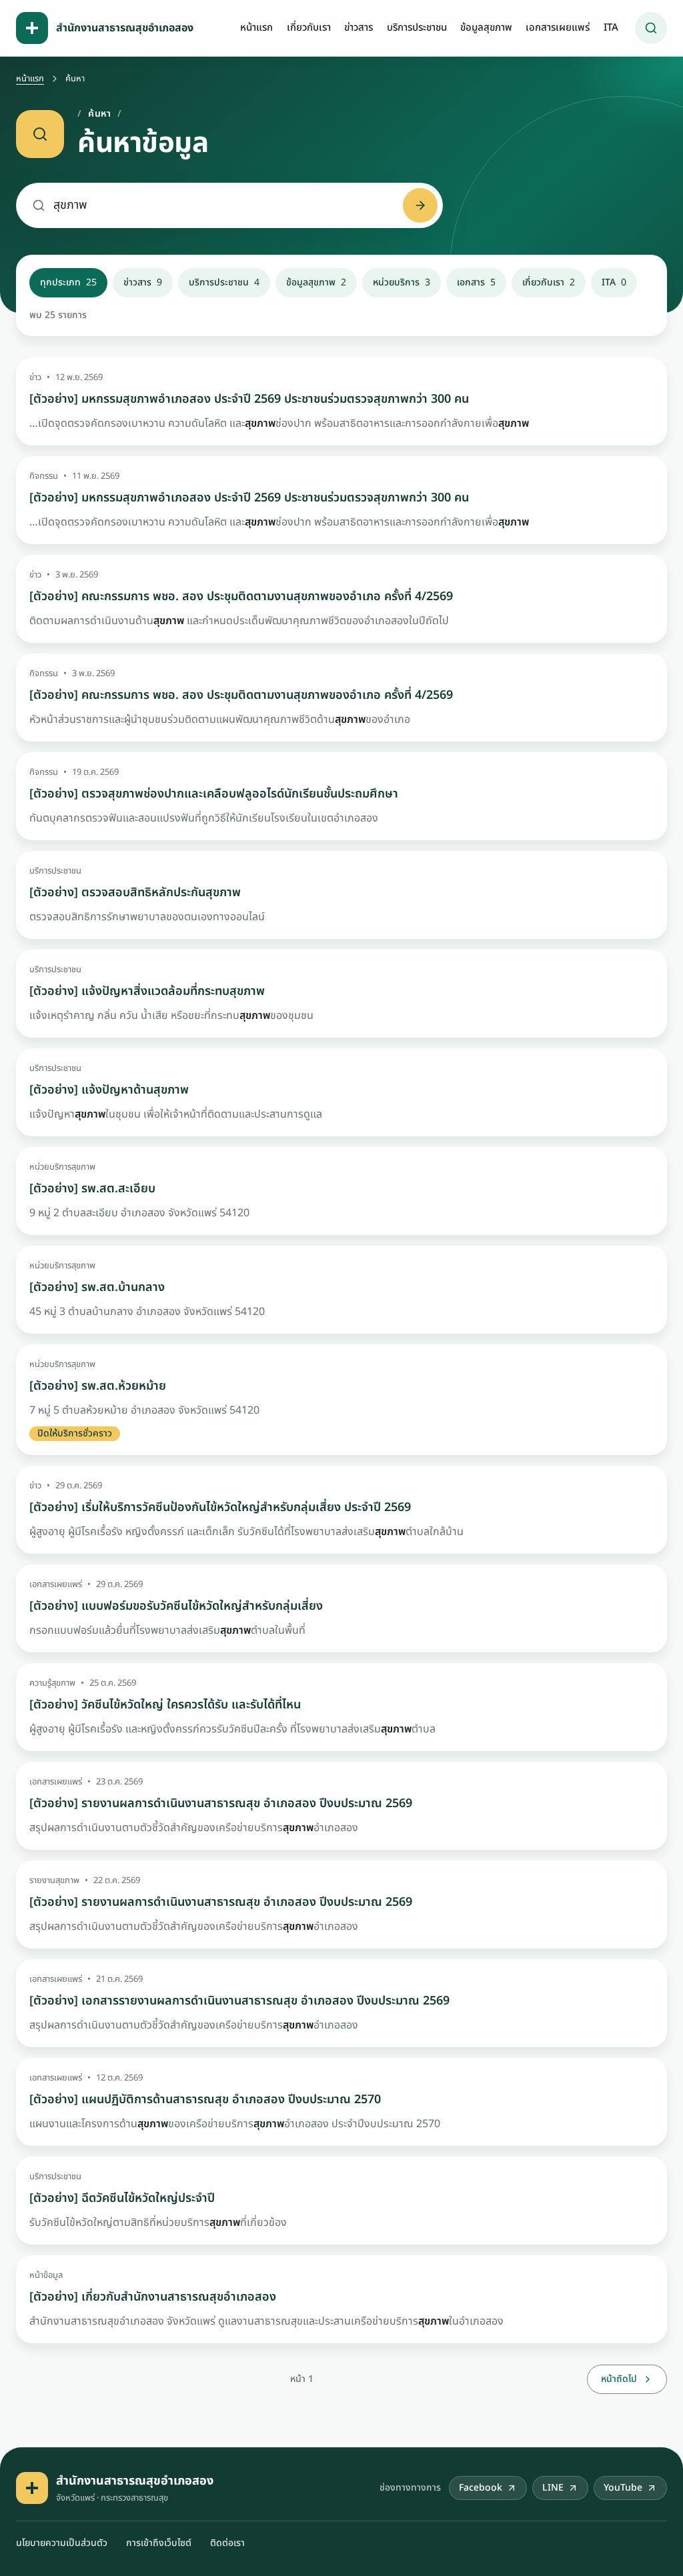 สำนักงานสาธารณสุขอำเภอสอง
หน้าแรก เกี่ยวกับเรา ข่าวสาร บริการประชาชน ข้อมูลสุขภาพ เอกสารเผยแพร่ ITA
หน้าแรก > ค้นหา
/ ค้นหา /
ค้นหาข้อมูล
สุขภาพ
ทุกประเภท 25 ข่าวสาร 9 บริการประชาชน 4 ข้อมูลสุขภาพ 2 หน่วยบริการ 3 เอกสาร 5 เกี่ยวกับเรา 2 ITA 0
พบ 25 รายการ
ข่าว • 12 พ.ย. 2569
[ตัวอย่าง] มหกรรมสุขภาพอำเภอสอง ประจำปี 2569 ประชาชนร่วมตรวจสุขภาพกว่า 300 คน
...เปิดจุดตรวจคัดกรองเบาหวาน ความดันโลหิต และสุขภาพช่องปาก พร้อมสาธิตอาหารและการออกกำลังกายเพื่อสุขภาพ
กิจกรรม • 11 พ.ย. 2569
[ตัวอย่าง] มหกรรมสุขภาพอำเภอสอง ประจำปี 2569 ประชาชนร่วมตรวจสุขภาพกว่า 300 คน
...เปิดจุดตรวจคัดกรองเบาหวาน ความดันโลหิต และสุขภาพช่องปาก พร้อมสาธิตอาหารและการออกกำลังกายเพื่อสุขภาพ
ข่าว • 3 พ.ย. 2569
[ตัวอย่าง] คณะกรรมการ พชอ. สอง ประชุมติดตามงานสุขภาพของอำเภอ ครั้งที่ 4/2569
ติดตามผลการดำเนินงานด้านสุขภาพ และกำหนดประเด็นพัฒนาคุณภาพชีวิตของอำเภอสองในปีถัดไป
กิจกรรม • 3 พ.ย. 2569
[ตัวอย่าง] คณะกรรมการ พชอ. สอง ประชุมติดตามงานสุขภาพของอำเภอ ครั้งที่ 4/2569
หัวหน้าส่วนราชการและผู้นำชุมชนร่วมติดตามแผนพัฒนาคุณภาพชีวิตด้านสุขภาพของอำเภอ
กิจกรรม • 19 ต.ค. 2569
[ตัวอย่าง] ตรวจสุขภาพช่องปากและเคลือบฟลูออไรด์นักเรียนชั้นประถมศึกษา
ทันตบุคลากรตรวจฟันและสอนแปรงฟันที่ถูกวิธีให้นักเรียนโรงเรียนในเขตอำเภอสอง
บริการประชาชน
[ตัวอย่าง] ตรวจสอบสิทธิหลักประกันสุขภาพ
ตรวจสอบสิทธิการรักษาพยาบาลของตนเองทางออนไลน์
บริการประชาชน
[ตัวอย่าง] แจ้งปัญหาสิ่งแวดล้อมที่กระทบสุขภาพ
แจ้งเหตุรำคาญ กลิ่น ควัน น้ำเสีย หรือขยะที่กระทบสุขภาพของชุมชน
บริการประชาชน
[ตัวอย่าง] แจ้งปัญหาด้านสุขภาพ
แจ้งปัญหาสุขภาพในชุมชน เพื่อให้เจ้าหน้าที่ติดตามและประสานการดูแล
หน่วยบริการสุขภาพ
[ตัวอย่าง] รพ.สต.สะเอียบ
9 หมู่ 2 ตำบลสะเอียบ อำเภอสอง จังหวัดแพร่ 54120
หน่วยบริการสุขภาพ
[ตัวอย่าง] รพ.สต.บ้านกลาง
45 หมู่ 3 ตำบลบ้านกลาง อำเภอสอง จังหวัดแพร่ 54120
หน่วยบริการสุขภาพ
[ตัวอย่าง] รพ.สต.ห้วยหม้าย
7 หมู่ 5 ตำบลห้วยหม้าย อำเภอสอง จังหวัดแพร่ 54120
ปิดให้บริการชั่วคราว
ข่าว • 29 ต.ค. 2569
[ตัวอย่าง] เริ่มให้บริการวัคซีนป้องกันไข้หวัดใหญ่สำหรับกลุ่มเสี่ยง ประจำปี 2569
ผู้สูงอายุ ผู้มีโรคเรื้อรัง หญิงตั้งครรภ์ และเด็กเล็ก รับวัคซีนได้ที่โรงพยาบาลส่งเสริมสุขภาพตำบลใกล้บ้าน
เอกสารเผยแพร่ • 29 ต.ค. 2569
[ตัวอย่าง] แบบฟอร์มขอรับวัคซีนไข้หวัดใหญ่สำหรับกลุ่มเสี่ยง
กรอกแบบฟอร์มแล้วยื่นที่โรงพยาบาลส่งเสริมสุขภาพตำบลในพื้นที่
ความรู้สุขภาพ • 25 ต.ค. 2569
[ตัวอย่าง] วัคซีนไข้หวัดใหญ่ ใครควรได้รับ และรับได้ที่ไหน
ผู้สูงอายุ ผู้มีโรคเรื้อรัง และหญิงตั้งครรภ์ควรรับวัคซีนปีละครั้ง ที่โรงพยาบาลส่งเสริมสุขภาพตำบล
เอกสารเผยแพร่ • 23 ต.ค. 2569
[ตัวอย่าง] รายงานผลการดำเนินงานสาธารณสุข อำเภอสอง ปีงบประมาณ 2569
สรุปผลการดำเนินงานตามตัวชี้วัดสำคัญของเครือข่ายบริการสุขภาพอำเภอสอง
รายงานสุขภาพ • 22 ต.ค. 2569
[ตัวอย่าง] รายงานผลการดำเนินงานสาธารณสุข อำเภอสอง ปีงบประมาณ 2569
สรุปผลการดำเนินงานตามตัวชี้วัดสำคัญของเครือข่ายบริการสุขภาพอำเภอสอง
เอกสารเผยแพร่ • 21 ต.ค. 2569
[ตัวอย่าง] เอกสารรายงานผลการดำเนินงานสาธารณสุข อำเภอสอง ปีงบประมาณ 2569
สรุปผลการดำเนินงานตามตัวชี้วัดสำคัญของเครือข่ายบริการสุขภาพอำเภอสอง
เอกสารเผยแพร่ • 12 ต.ค. 2569
[ตัวอย่าง] แผนปฏิบัติการด้านสาธารณสุข อำเภอสอง ปีงบประมาณ 2570
แผนงานและโครงการด้านสุขภาพของเครือข่ายบริการสุขภาพอำเภอสอง ประจำปีงบประมาณ 2570
บริการประชาชน
[ตัวอย่าง] ฉีดวัคซีนไข้หวัดใหญ่ประจำปี
รับวัคซีนไข้หวัดใหญ่ตามสิทธิที่หน่วยบริการสุขภาพที่เกี่ยวข้อง
หน้าข้อมูล
[ตัวอย่าง] เกี่ยวกับสำนักงานสาธารณสุขอำเภอสอง
สำนักงานสาธารณสุขอำเภอสอง จังหวัดแพร่ ดูแลงานสาธารณสุขและประสานเครือข่ายบริการสุขภาพในอำเภอสอง
หน้า 1
หน้าถัดไป
สำนักงานสาธารณสุขอำเภอสอง
จังหวัดแพร่ · กระทรวงสาธารณสุข
ช่องทางทางการ Facebook LINE YouTube
นโยบายความเป็นส่วนตัว การเข้าถึงเว็บไซต์ ติดต่อเรา